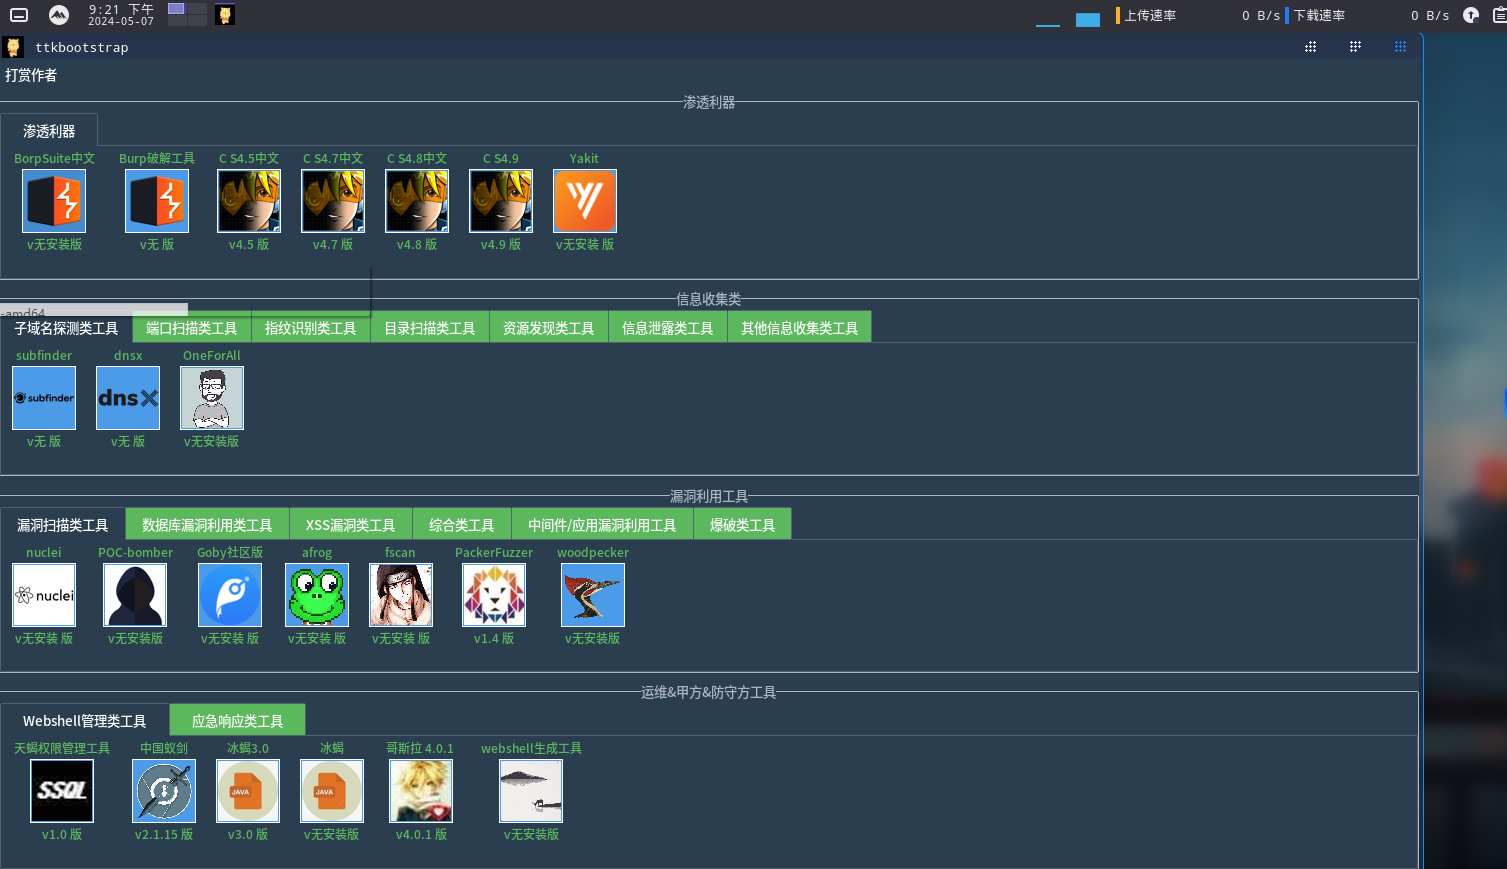 9:21 下午
2024-05-07
上传速率
0 B/s
下载速率
0 B/s
ttkbootstrap
打赏作者
渗透利器
渗透利器
BorpSuite中文
Burp破解工具
C S4.5中文
C S4.7中文
C S4.8中文
C S4.9
Yakit
v无安装版
v无 版
v4.5 版
v4.7 版
v4.8 版
v4.9 版
v无安装 版
信息收集类
-amd64
子域名探测类工具
端口扫描类工具
指纹识别类工具
目录扫描类工具
资源发现类工具
信息泄露类工具
其他信息收集类工具
subfinder
dnsx
OneForAll
subfinder
dnsX
v无 版
v无 版
v无安装版
漏洞利用工具
漏洞扫描类工具
数据库漏洞利用类工具
XSS漏洞类工具
综合类工具
中间件/应用漏洞利用工具
爆破类工具
nuclei
POC-bomber
Goby社区版
afrog
fscan
PackerFuzzer
woodpecker
nuclei
v无安装 版
v无安装版
v无安装 版
v无安装 版
v无安装 版
v1.4 版
v无安装版
运维&甲方&防守方工具
Webshell管理类工具
应急响应类工具
天蝎权限管理工具
中国蚁剑
冰蝎3.0
冰蝎
哥斯拉 4.0.1
webshell生成工具
SSQL
JAVA
JAVA
v1.0 版
v2.1.15 版
v3.0 版
v无安装版
v4.0.1 版
v无安装版